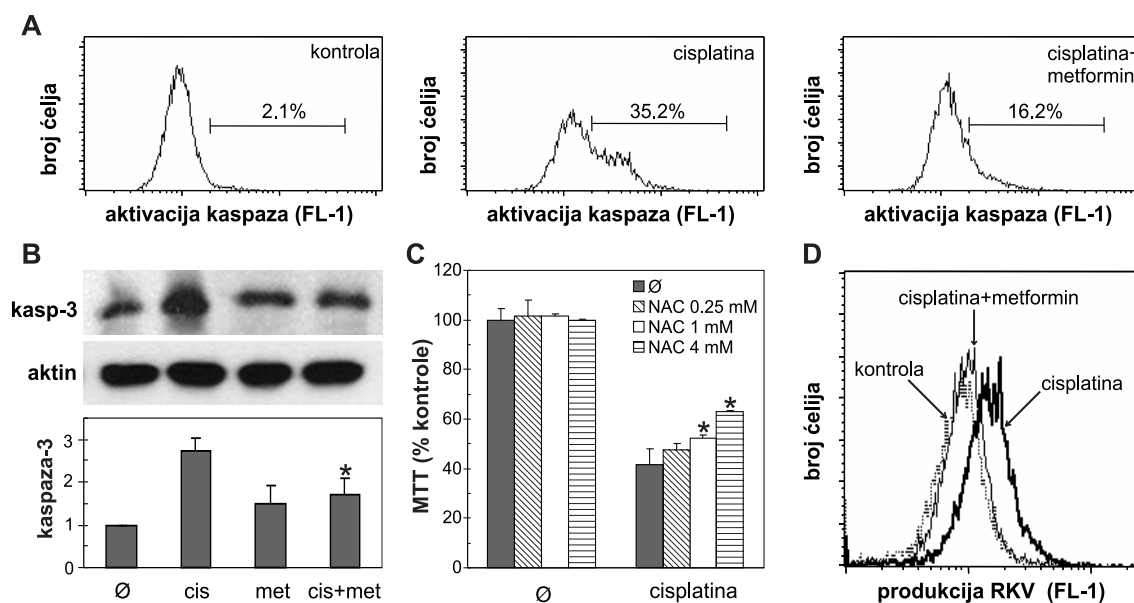 A
kontrola
2.1%
broj ćelija
aktivacija kaspaza (FL-1)
cisplatina
35.2%
broj ćelija
aktivacija kaspaza (FL-1)
cisplatina+
metformin
16.2%
broj ćelija
aktivacija kaspaza (FL-1)
B
kasp-3
aktin
kaspaza-3
3
2
1
0
*
Ø
cis
met
cis+met
C
MTT (% kontrole)
120
100
80
60
40
20
0
Ø
NAC 0.25 mM
NAC 1 mM
NAC 4 mM
*
*
Ø
cisplatina
D
cisplatina+metformin
kontrola
cisplatina
broj ćelija
produkcija RKV (FL-1)